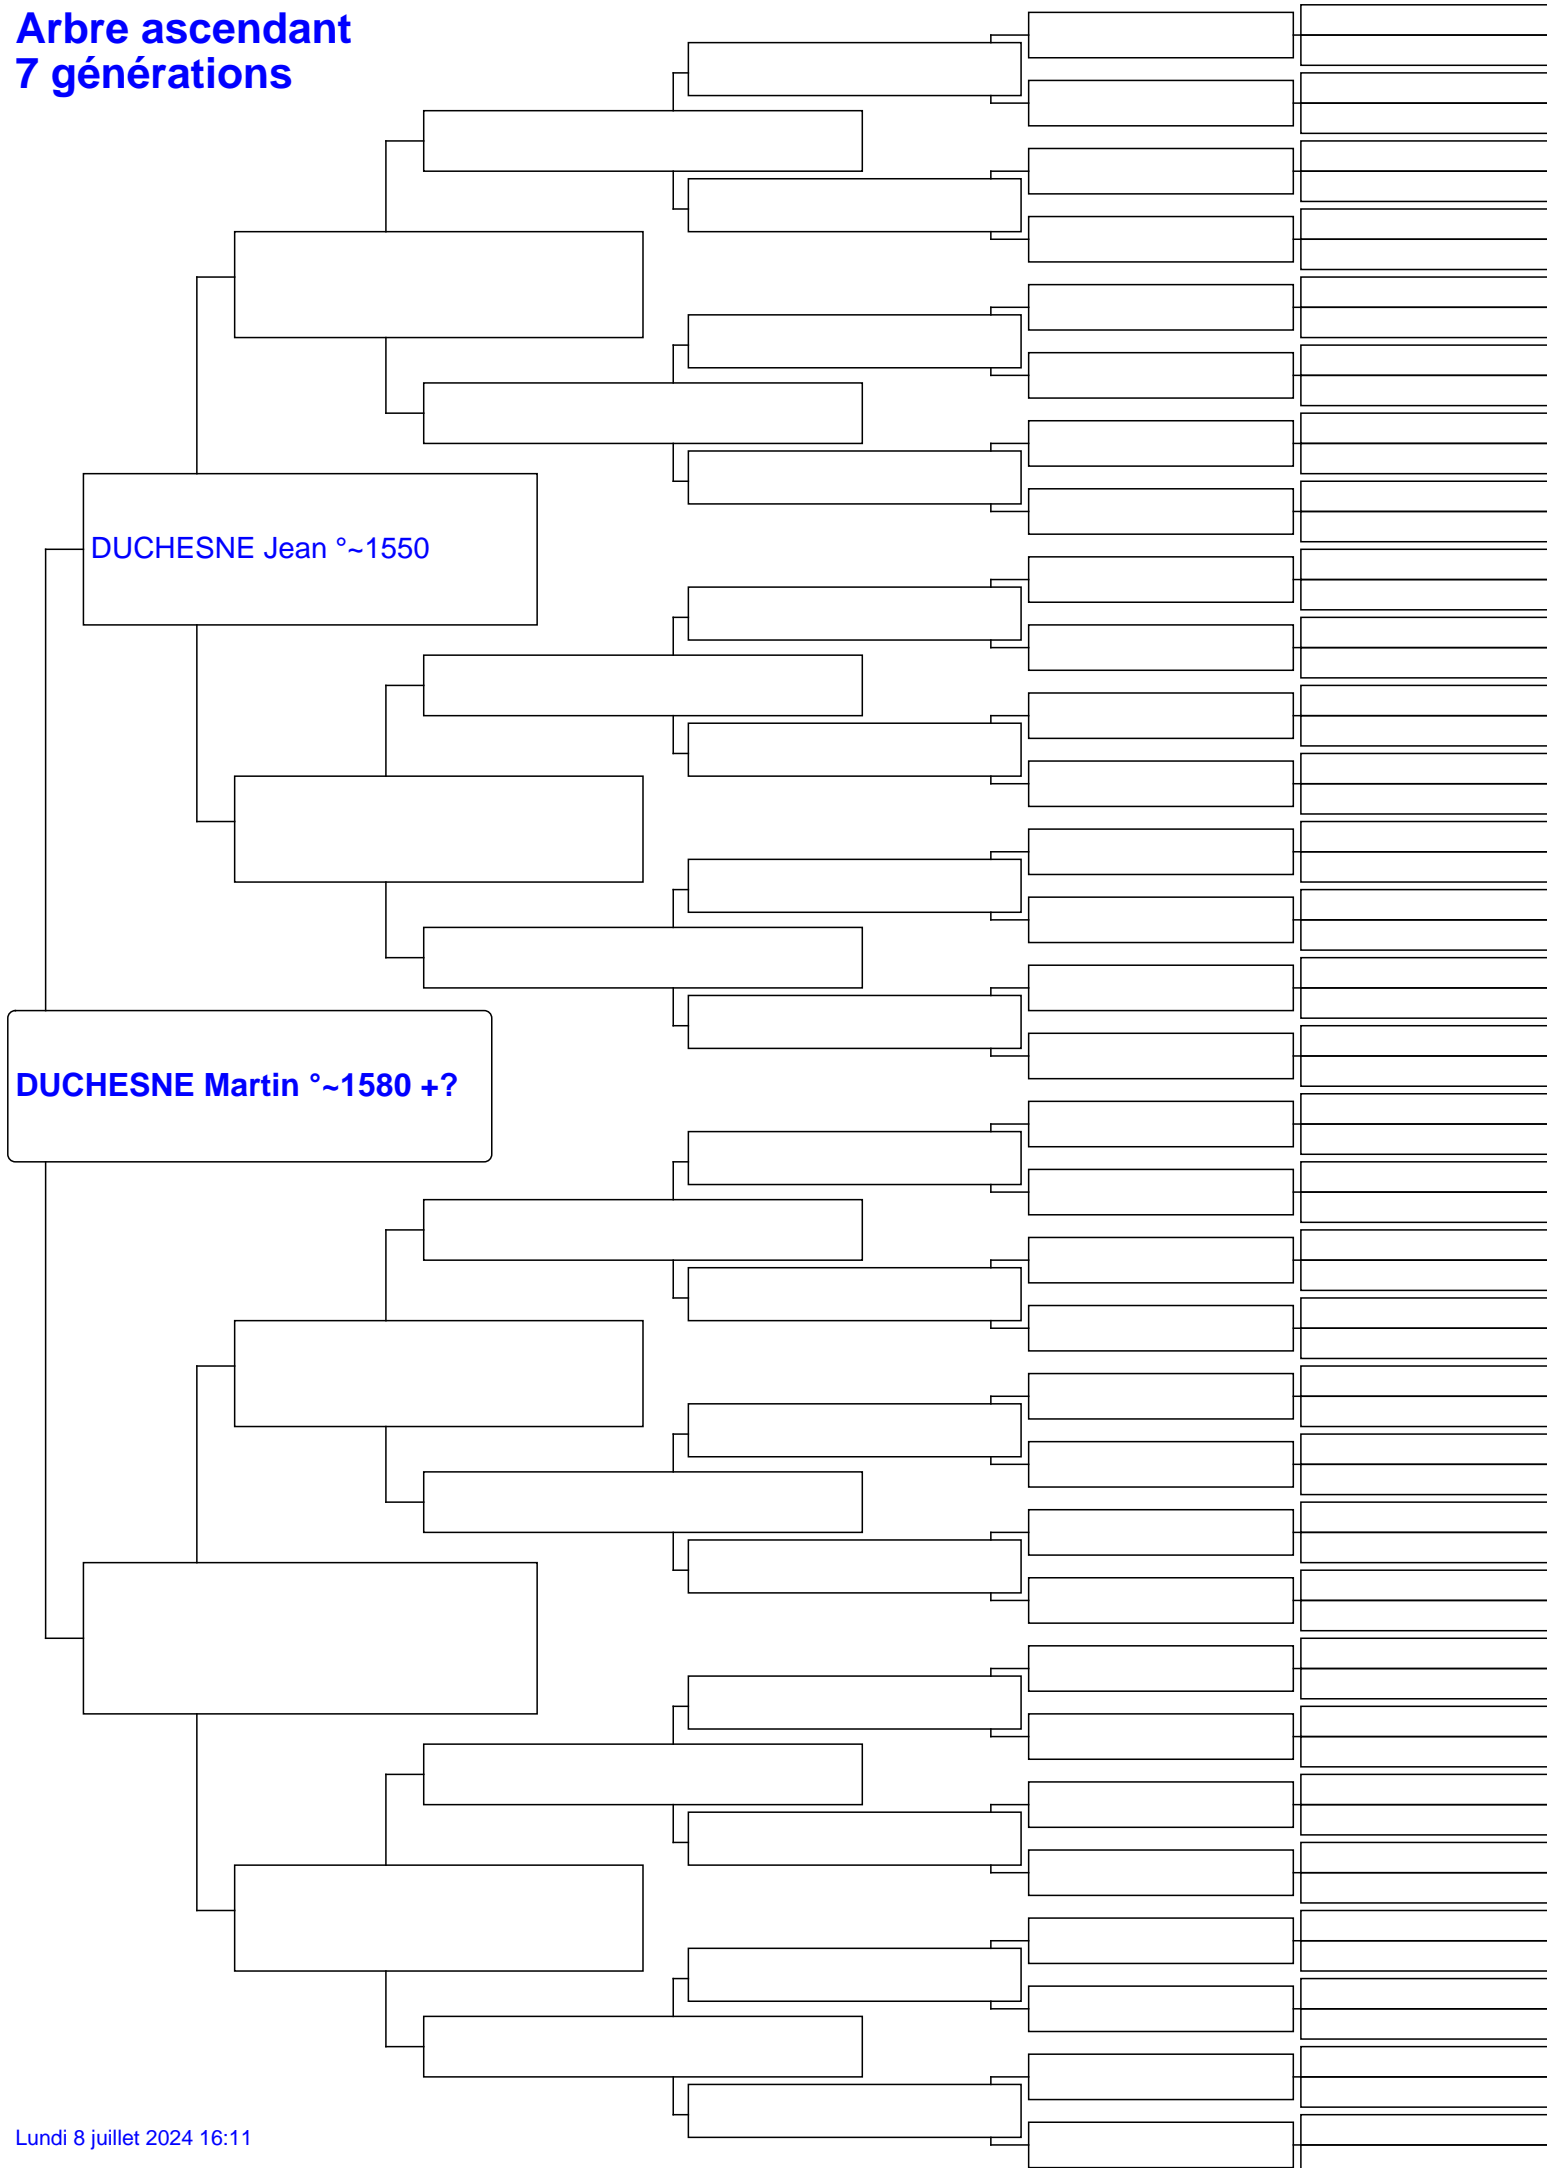 Arbre ascendant
7 générations
DUCHESNE Jean °~1550
DUCHESNE Martin °~1580 +?
Lundi 8 juillet 2024 16:11